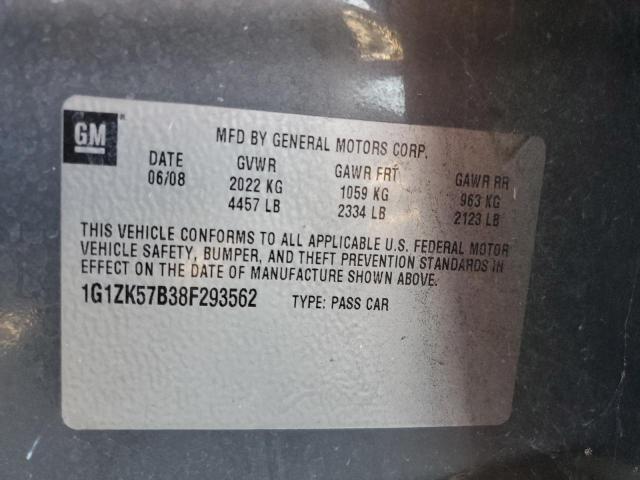 GM®
MFD BY GENERAL MOTORS CORP.
DATE GVWR GAWR FRT GAWR RR
06/08 2022 KG 1059 KG 963 KG
4457 LB 2334 LB 2123 LB
THIS VEHICLE CONFORMS TO ALL APPLICABLE U.S. FEDERAL MOTOR
VEHICLE SAFETY, BUMPER, AND THEFT PREVENTION STANDARDS IN
EFFECT ON THE DATE OF MANUFACTURE SHOWN ABOVE.
1G1ZK57B38F293562 TYPE: PASS CAR